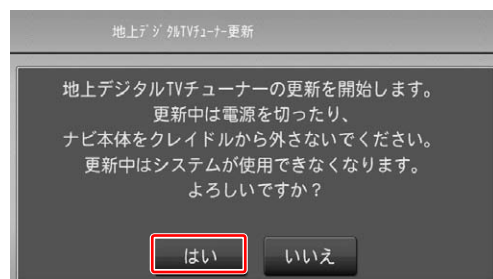 地上ﾃﾞｼﾞﾀﾙTVﾁｭｰﾅｰ更新
地上デジタルTVチューナーの更新を開始します。
更新中は電源を切ったり、
ナビ本体をクレイドルから外さないでください。
更新中はシステムが使用できなくなります。
よろしいですか？
はい
いいえ